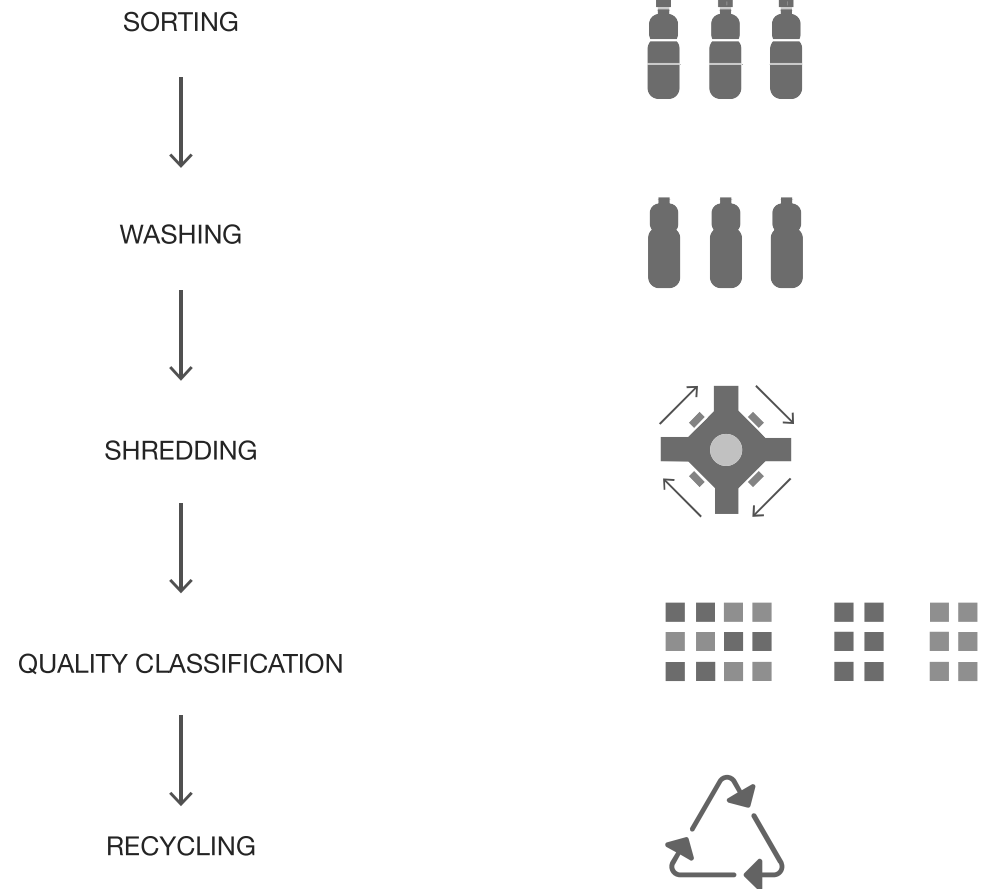 SORTING
WASHING
SHREDDING
QUALITY CLASSIFICATION
RECYCLING